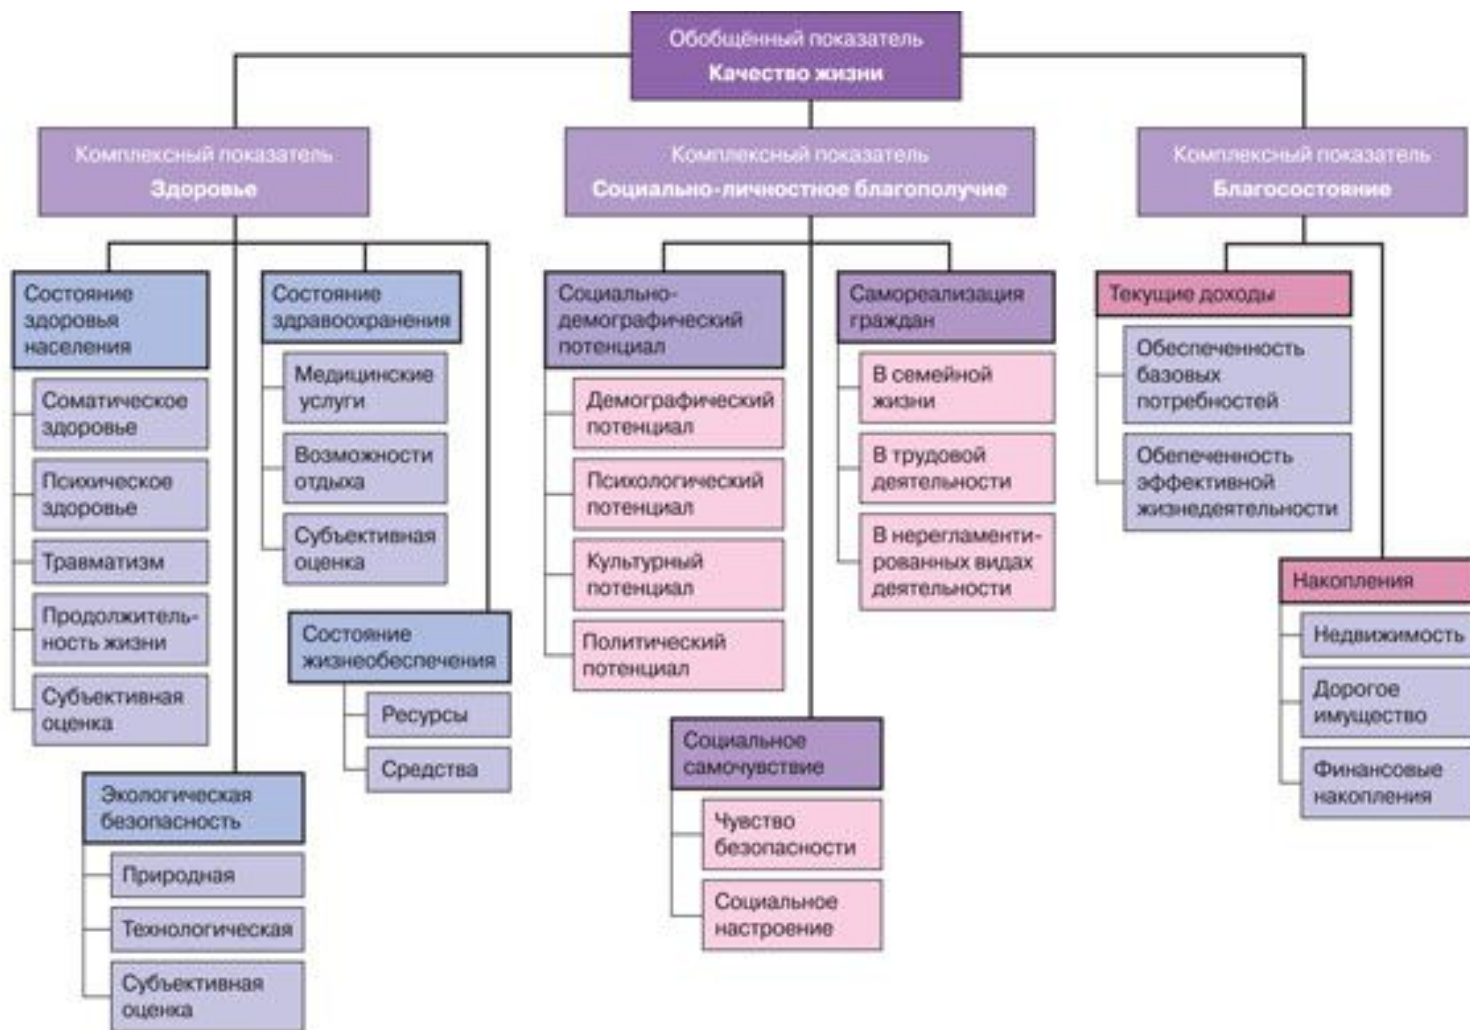 Обобщённый показатель
Качество жизни
Комплексный показатель
Здоровье
Комплексный показатель
Социально-личностное благополучие
Комплексный показатель
Благосостояние
Состояние
здоровья
населения
Соматическое
здоровье
Психическое
здоровье
Травматизм
Продолжитель-
ность жизни
Субъективная
оценка
Состояние
здравоохранения
Медицинские
услуги
Возможности
отдыха
Субъективная
оценка
Состояние
жизнеобеспечения
Ресурсы
Средства
Экологическая
безопасность
Природная
Технологическая
Субъективная
оценка
Социально-
демографический
потенциал
Демографический
потенциал
Психологический
потенциал
Культурный
потенциал
Политический
потенциал
Самореализация
граждан
В семейной
жизни
В трудовой
деятельности
В нерегламенти-
рованных видах
деятельности
Социальное
самочувствие
Чувство
безопасности
Социальное
настроение
Текущие доходы
Обеспеченность
базовых
потребностей
Обепеченность
эффективной
жизнедеятельности
Накопления
Недвижимость
Дорогое
имущество
Финансовые
накопления